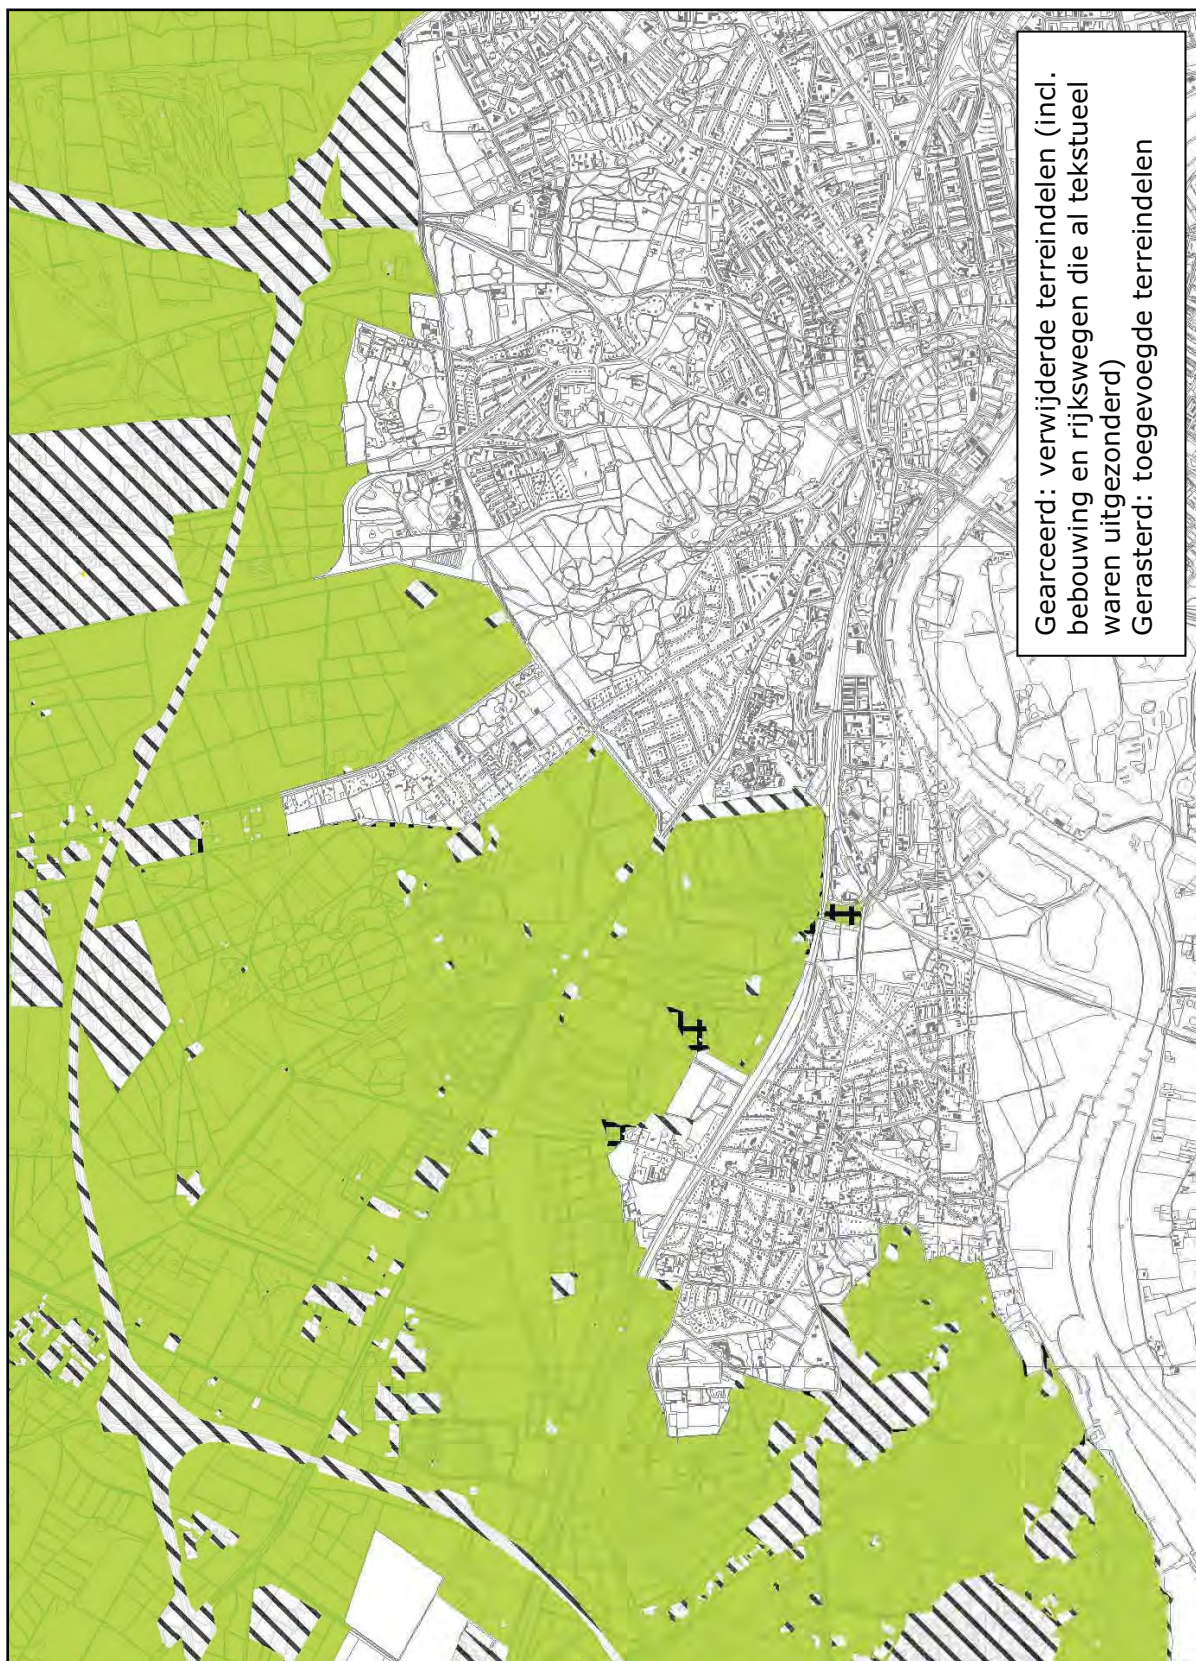 Gearceerd: verwijderde terreindelen (incl.
bebouwing en rijkswegen die al tekstueel
waren uitgezonderd)
Gerasterd: toegevoegde terreindelen